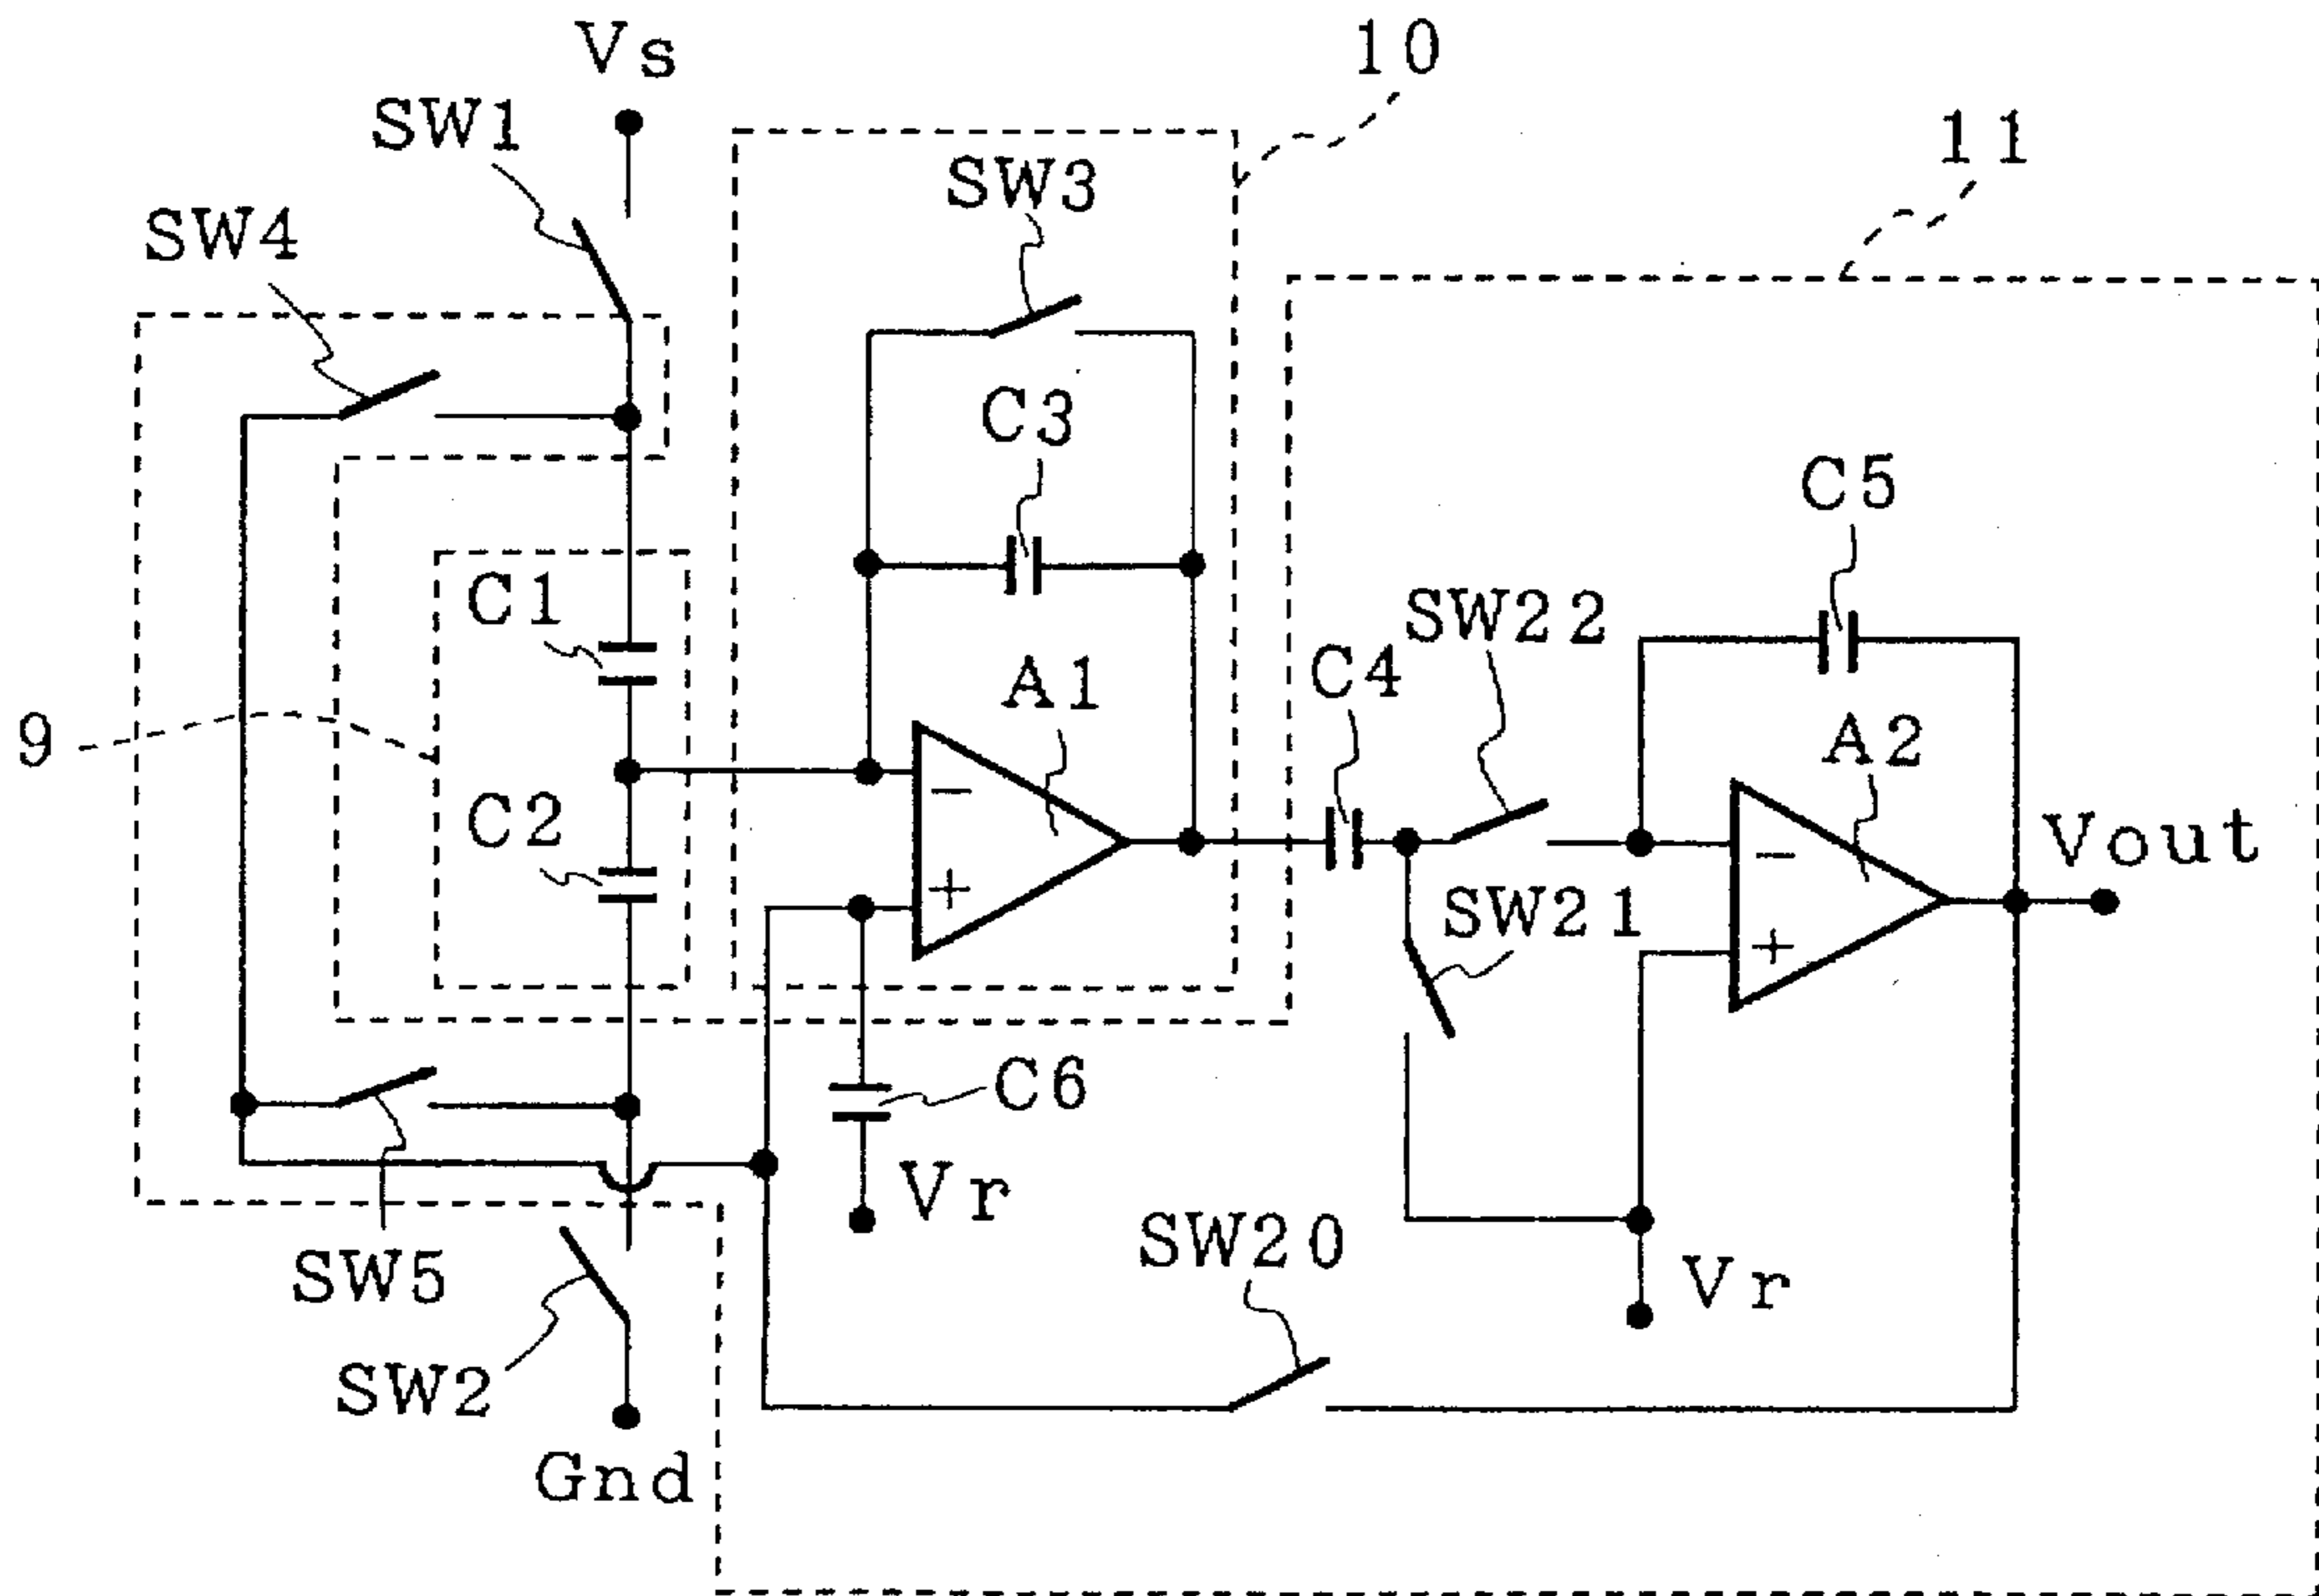 Vs
10
SW1
11
SW3
SW4
C3
C5
C1
SW22
C4
A1
9
A2
C2
−
−
Vout
+
SW21
+
C6
Vr
SW20
SW5
Vr
SW2
Gnd